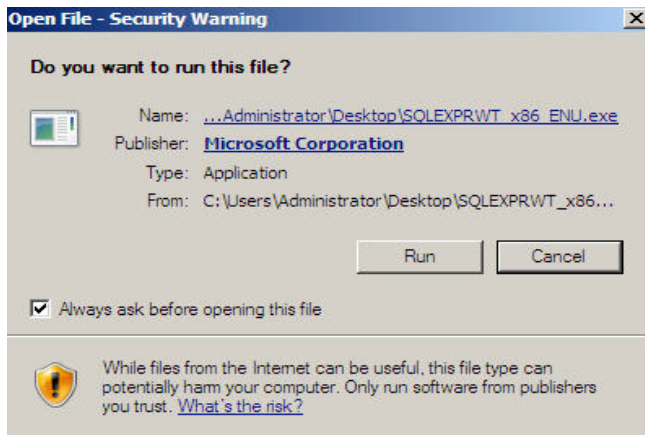 Open File - Security Warning
Do you want to run this file?
Name: ...Administrator\Desktop\SQLEXPRWT_x86_ENU.exe
Publisher: Microsoft Corporation
Type: Application
From: C:\Users\Administrator\Desktop\SQLEXPRWT_x86...
Run Cancel
Always ask before opening this file
While files from the Internet can be useful, this file type can
potentially harm your computer. Only run software from publishers
you trust. What's the risk?